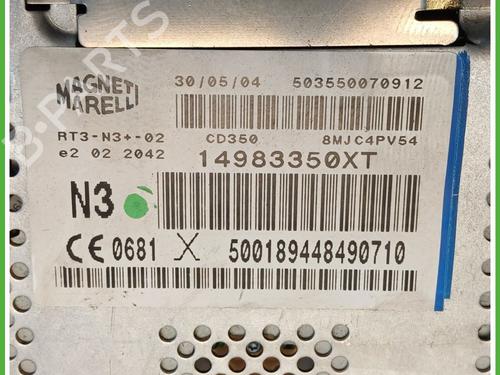 MAGNETI
MARELLI
30/05/04 503550070912
RT3-N3+-02 CD350 8MJC4PV54
e2 02 2042 14983350XT
N3
CE 0681 X 500189448490710
B-PARTS